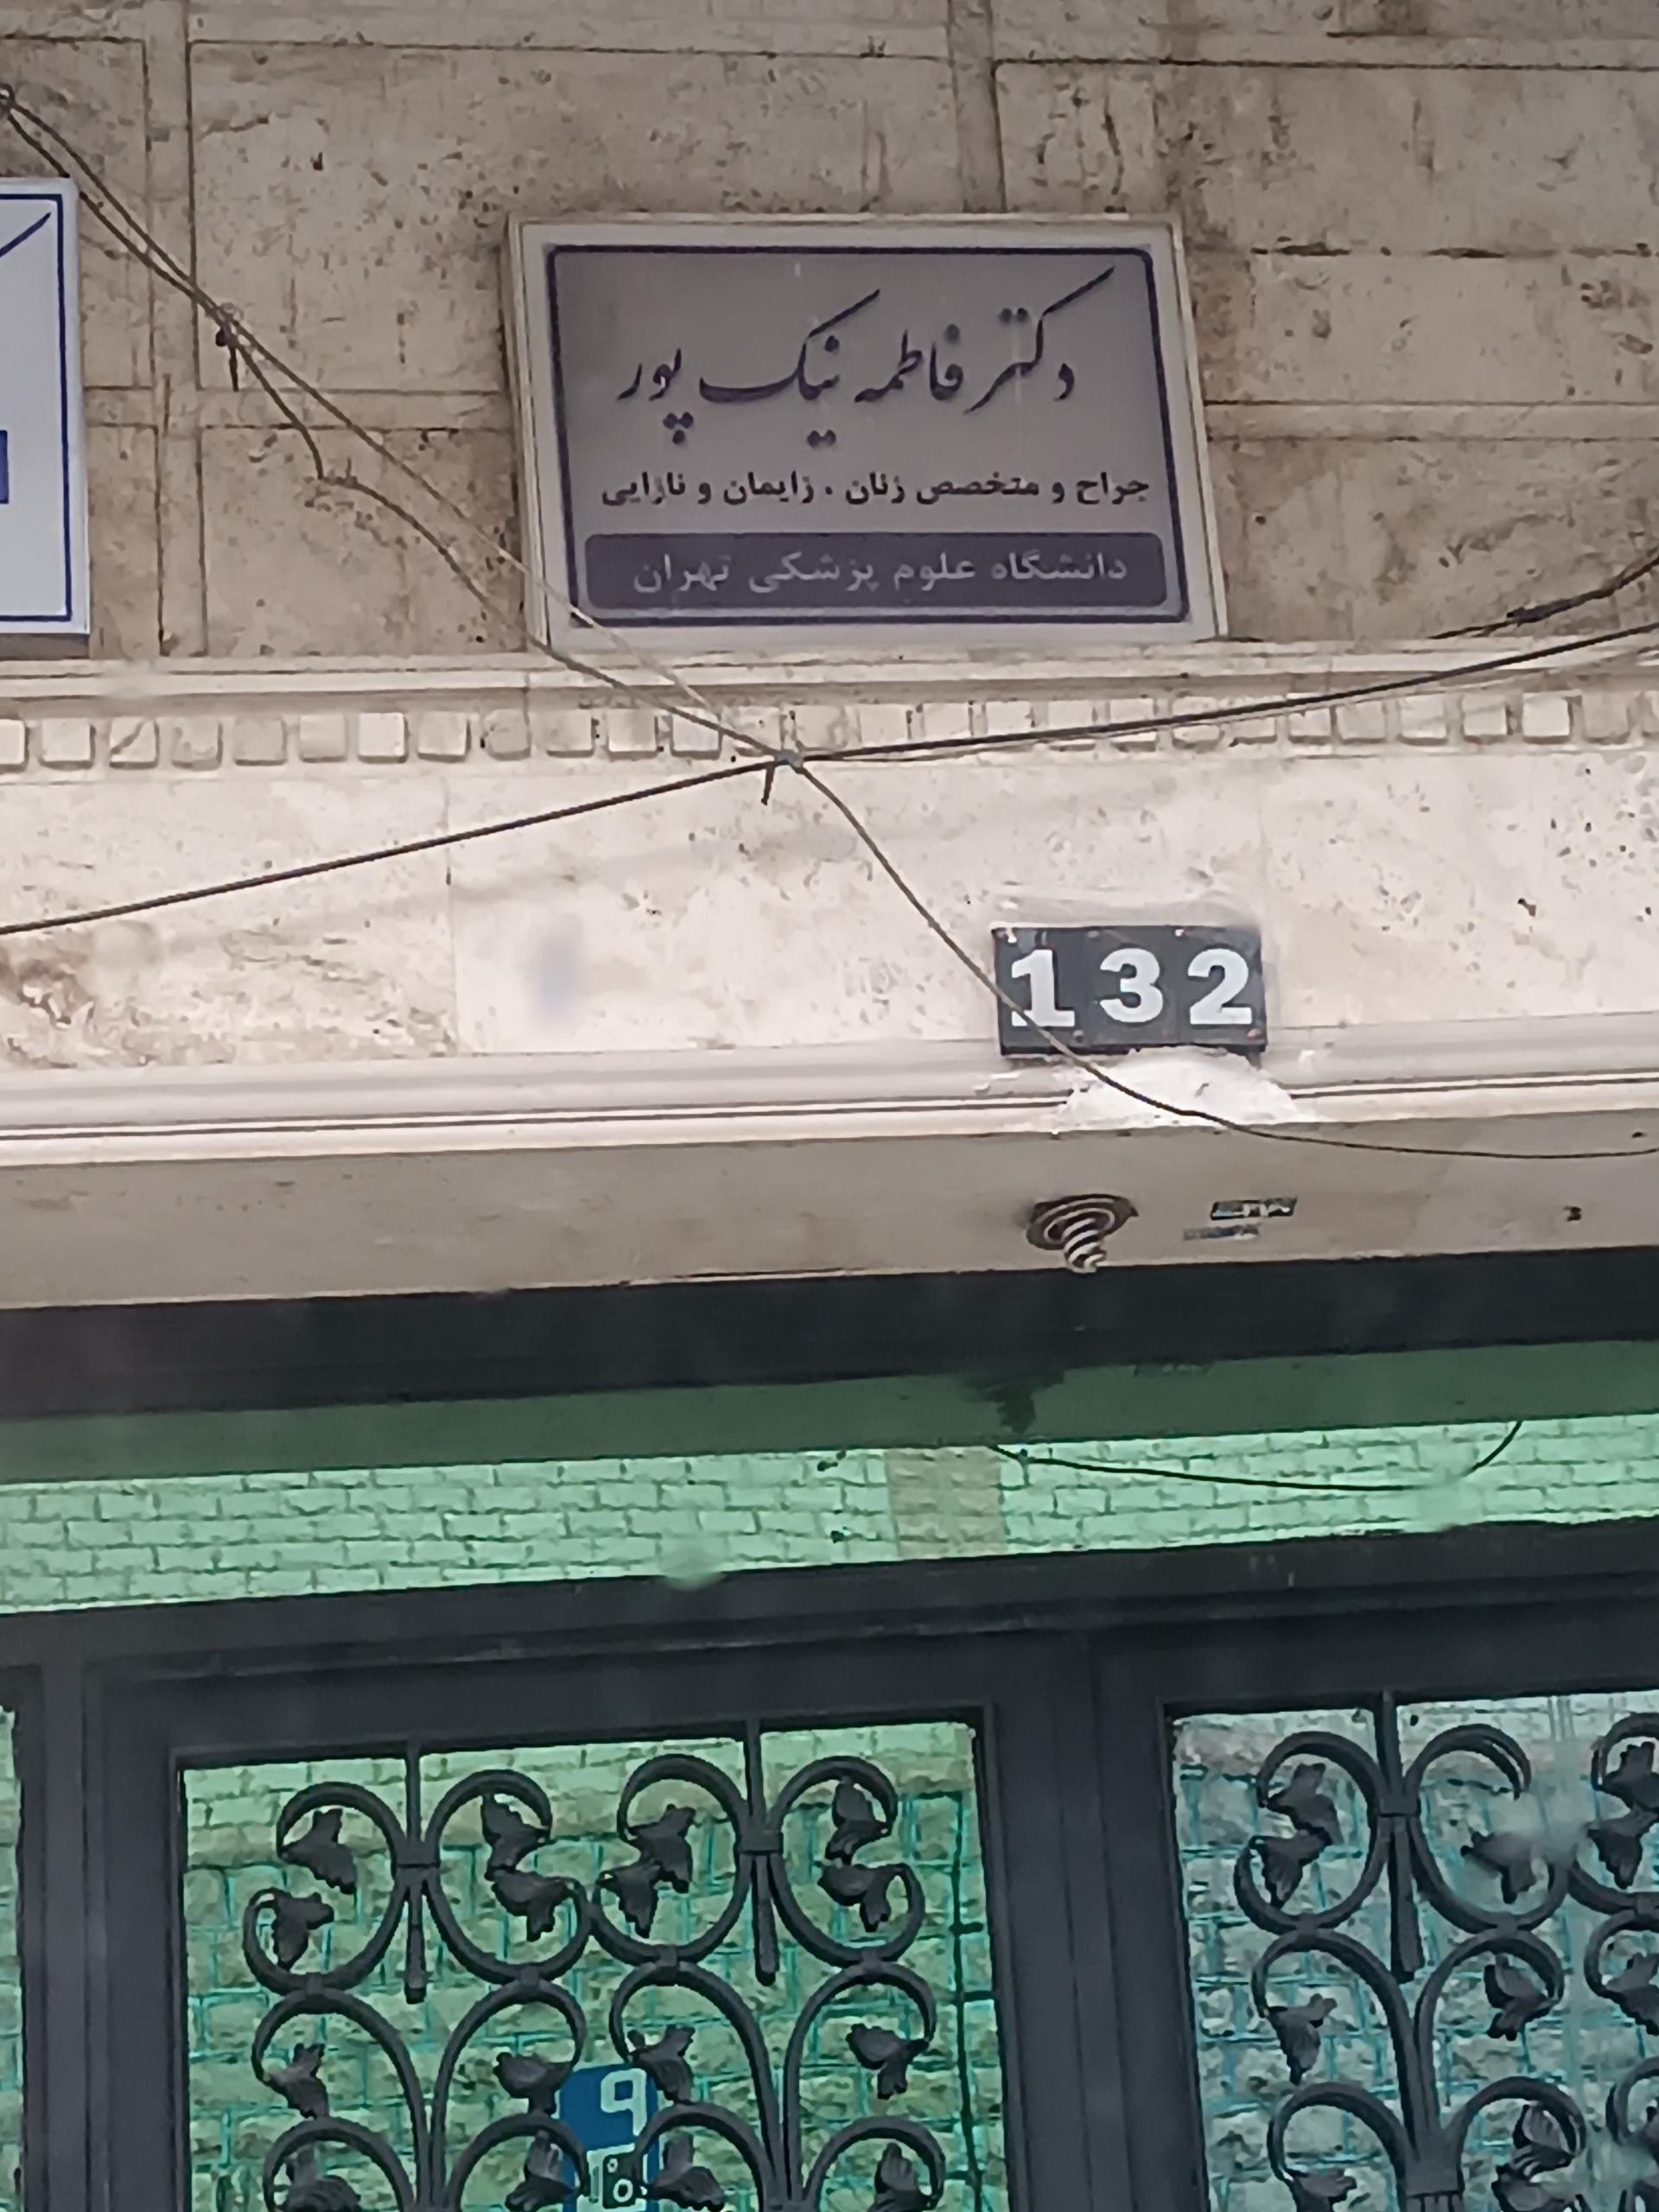 دکتر فاطمه نیک پور
جراح و متخصص زنان ، زایمان و نازایی
دانشگاه علوم پزشکی تهران
132